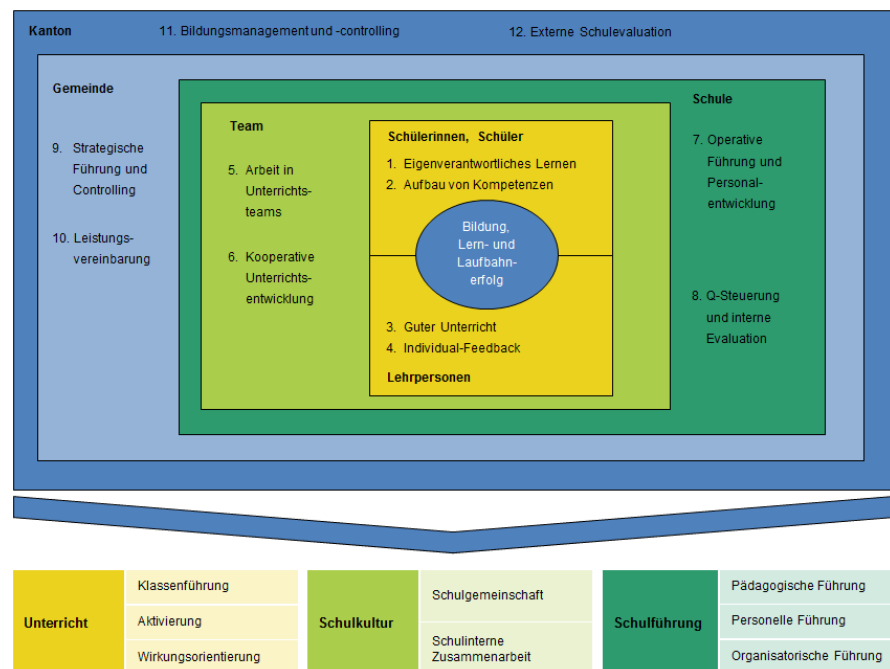 Kanton
11. Bildungsmanagement und -controlling
12. Externe Schulevaluation
Gemeinde
9. Strategische
Führung und
Controlling
10. Leistungs-
vereinbarung
Team
5. Arbeit in
Unterrichts-
teams
6. Kooperative
Unterrichts-
entwicklung
Schülerinnen, Schüler
1. Eigenverantwortliches Lernen
2. Aufbau von Kompetenzen
Bildung,
Lern- und
Laufbahn-
erfolg
3. Guter Unterricht
4. Individual-Feedback
Lehrpersonen
Schule
7. Operative
Führung und
Personal-
entwicklung
8. Q-Steuerung
und interne
Evaluation
Unterricht
Klassenführung
Aktivierung
Wirkungsorientierung
Schulkultur
Schulgemeinschaft
Schulinterne
Zusammenarbeit
Schulführung
Pädagogische Führung
Personelle Führung
Organisatorische Führung